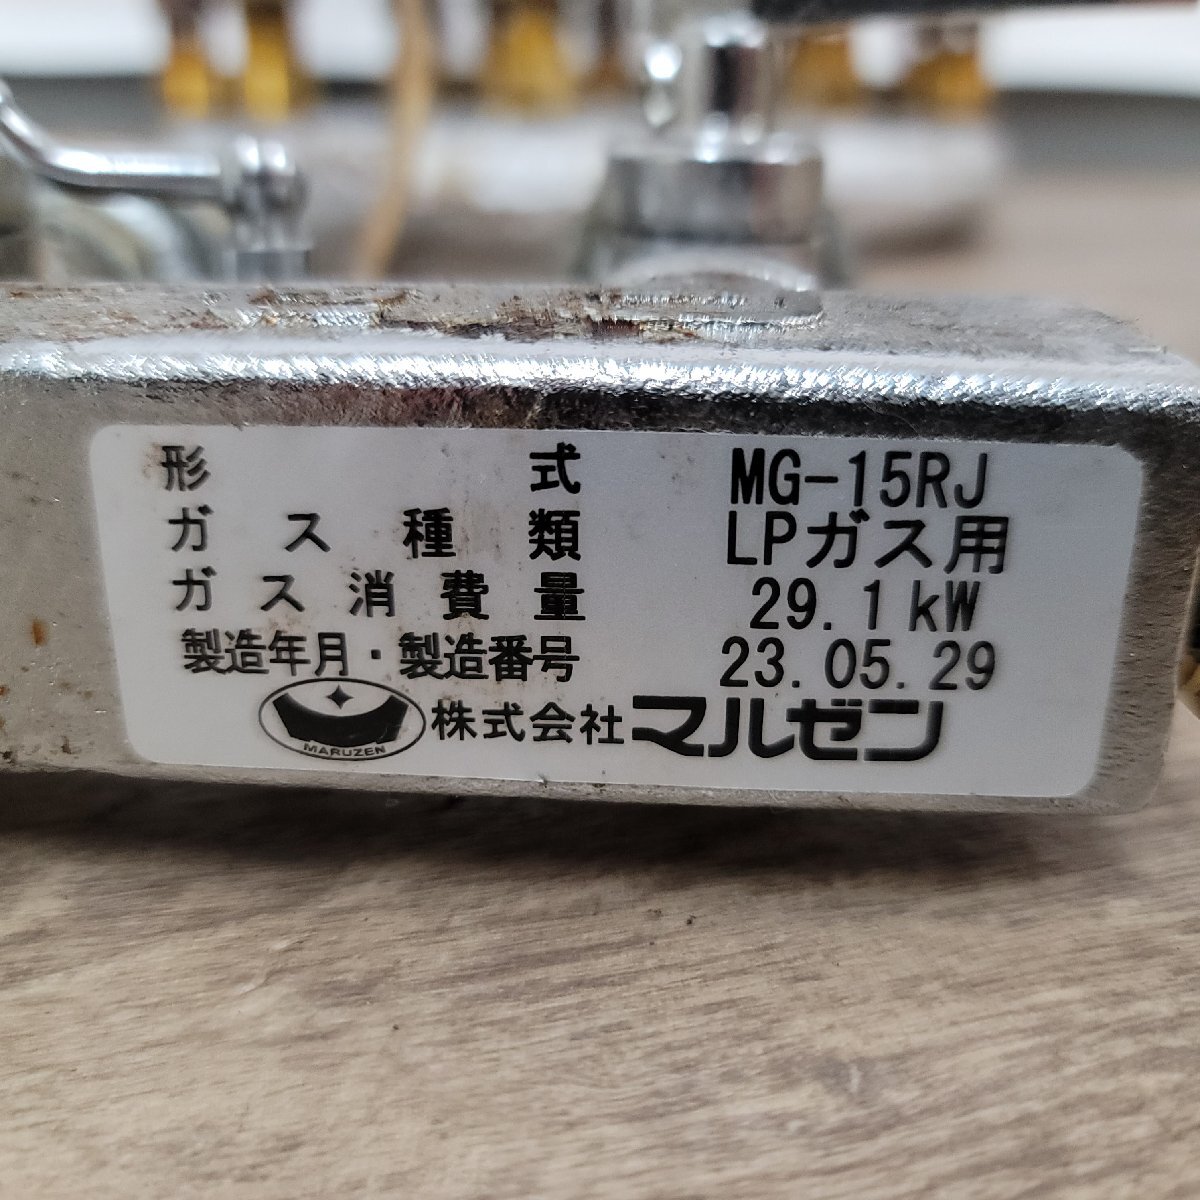 形式 MG-15RJ
ガス種類 LPガス用
ガス消費量 29.1kW
製造年月・製造番号 23.05.29
MARUZEN 株式会社マルゼン